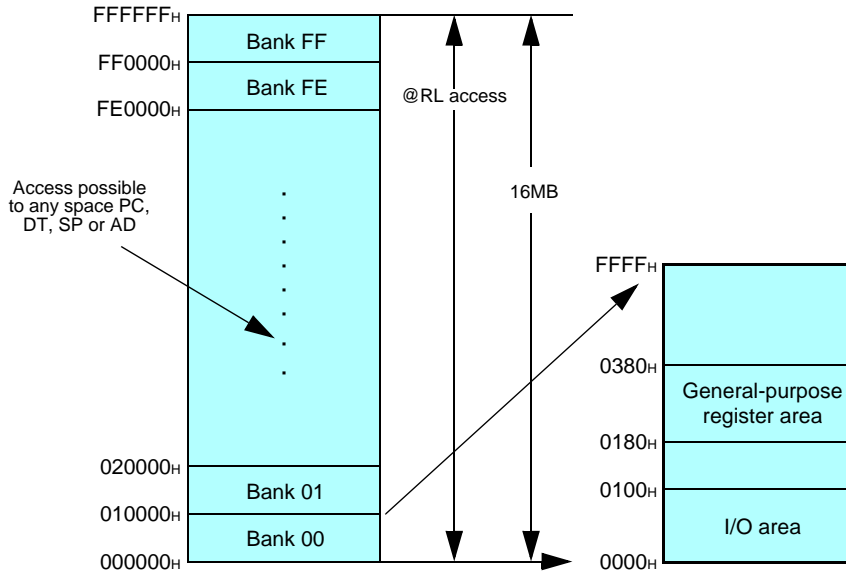 FFFFFFH
Bank FF
FF0000H
Bank FE
FE0000H
@RL access
16MB
Access possible
to any space PC,
DT, SP or AD
FFFFH
0380H
General-purpose
register area
0180H
020000H
Bank 01
010000H
0100H
Bank 00
I/O area
000000H
0000H